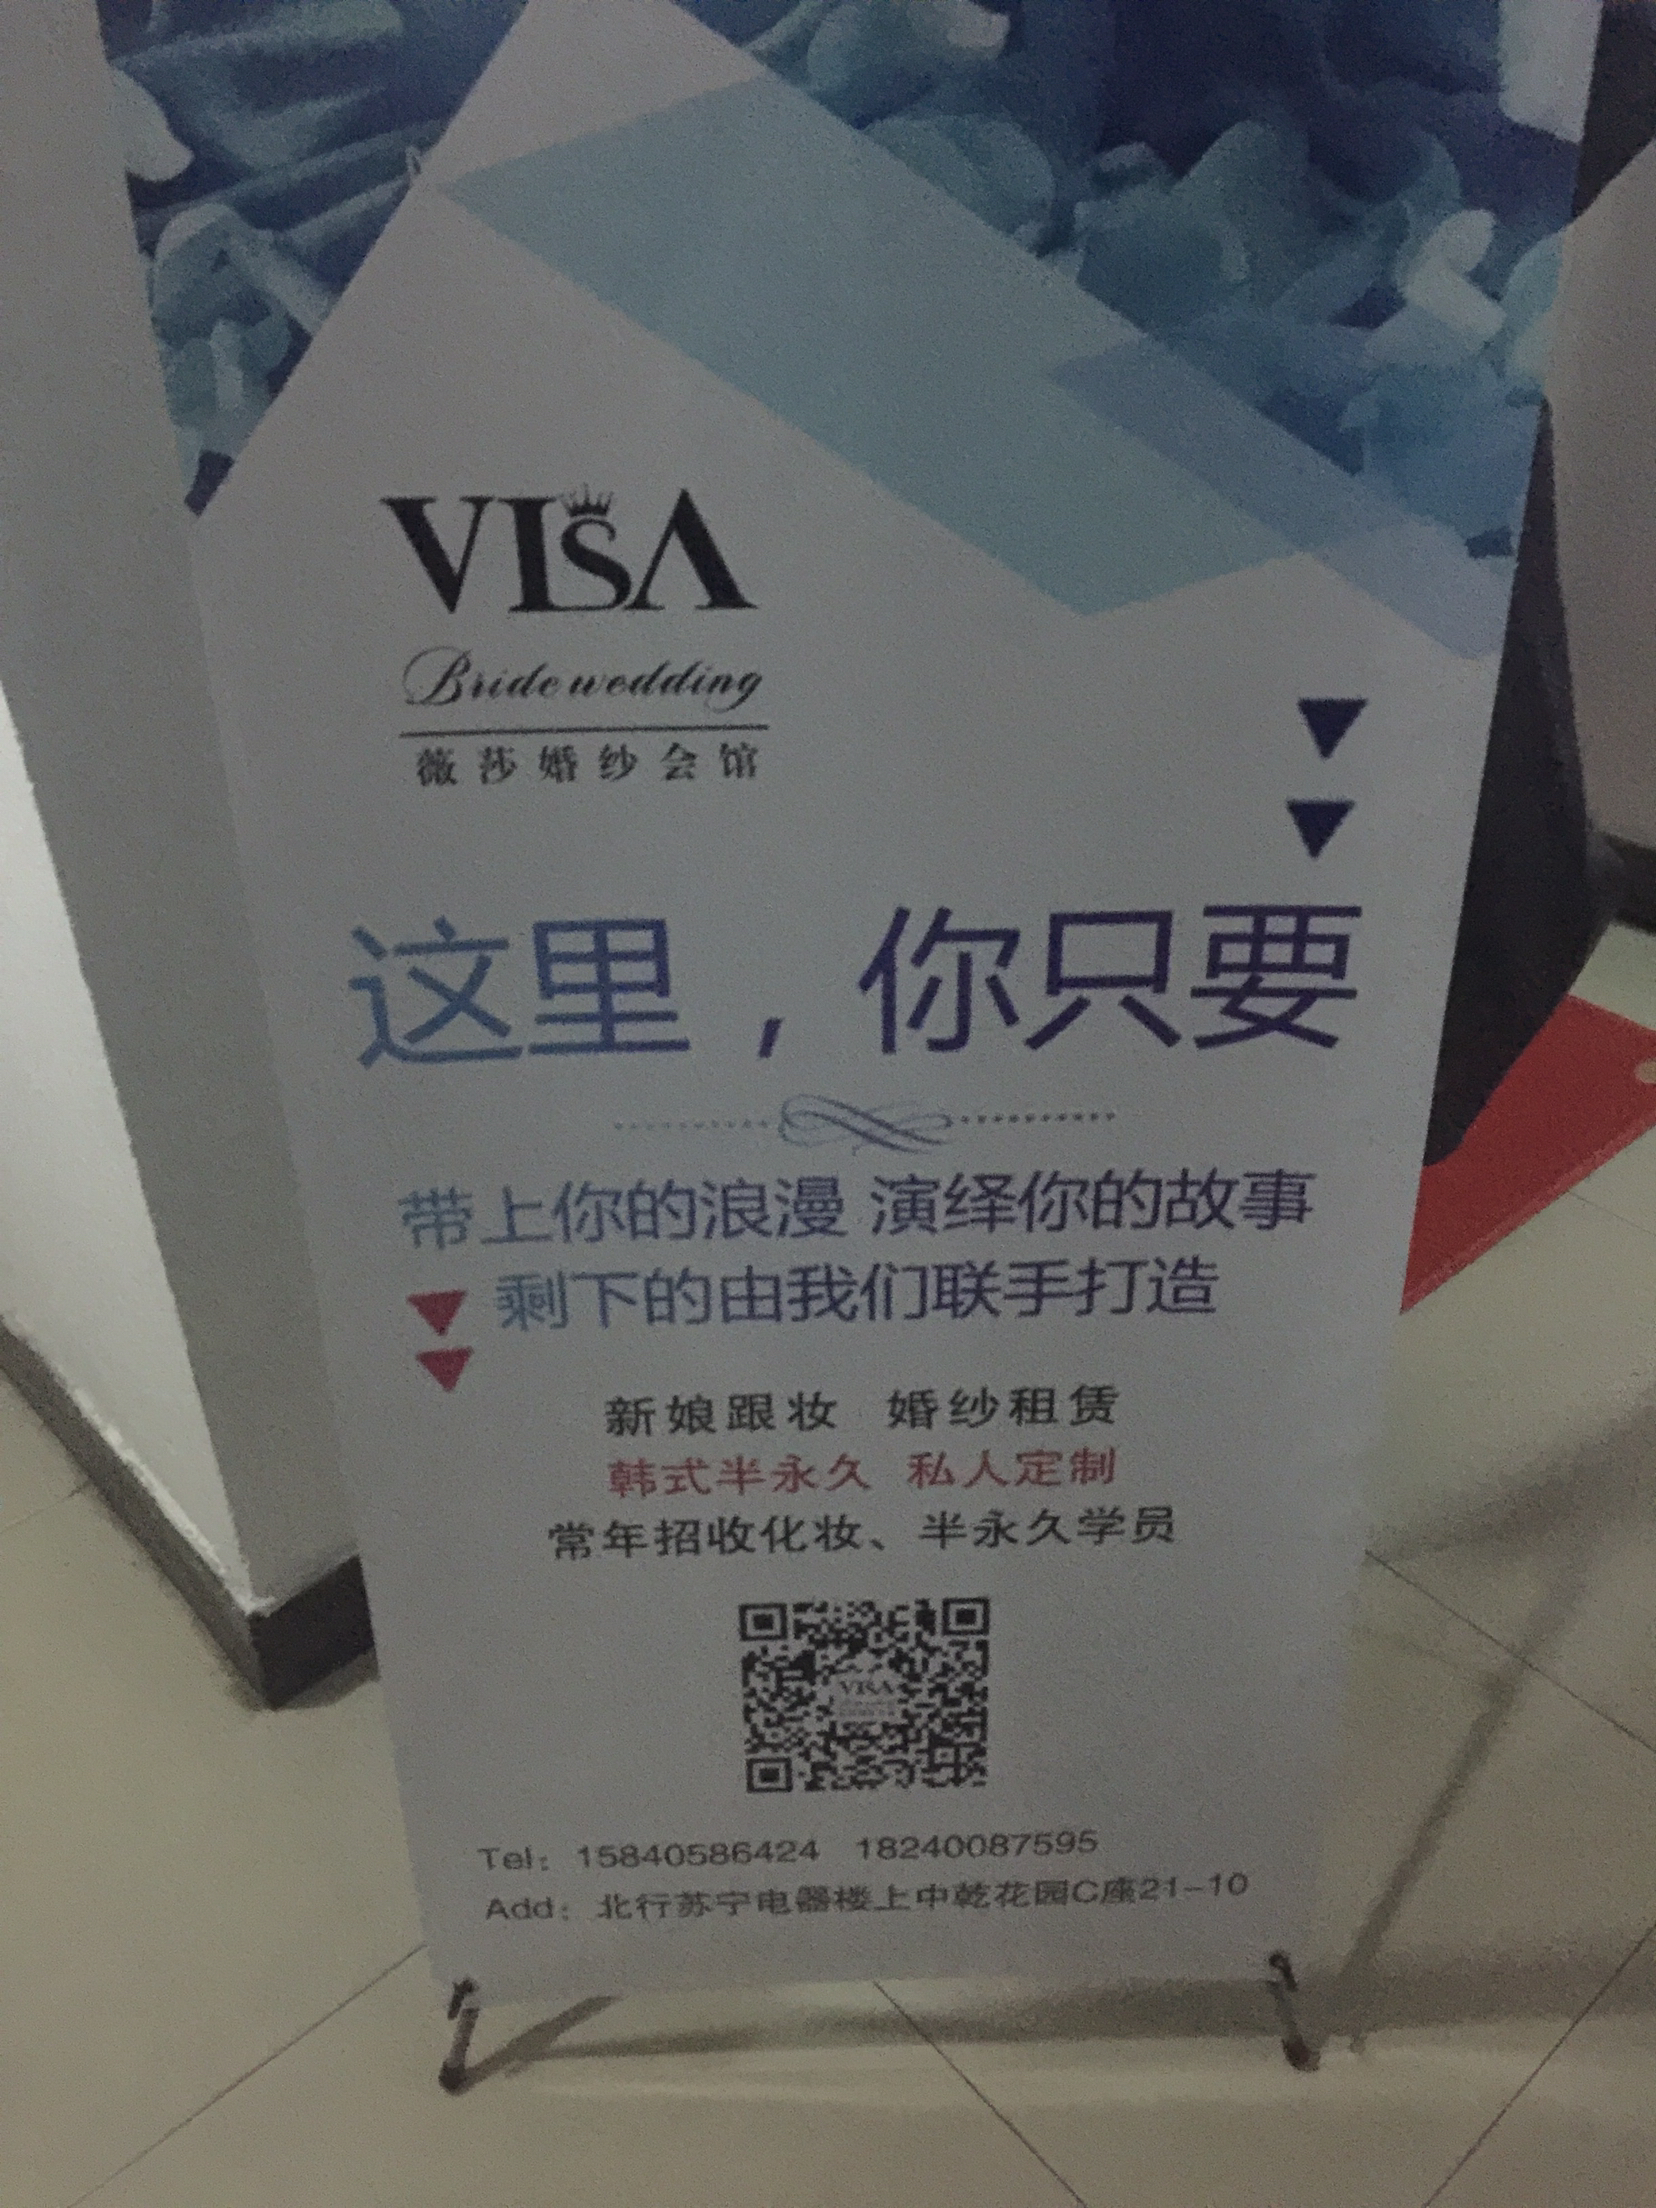 VISA
Bride wedding
薇莎婚纱会馆
这里，你只要
带上你的浪漫 演绎你的故事
剩下的由我们联手打造
新娘跟妆 婚纱租赁
韩式半永久 私人定制
常年招收化妆、半永久学员
VISA
Tel：15840586424 18240087595
Add：北行苏宁电器楼上中乾花园C座21-10